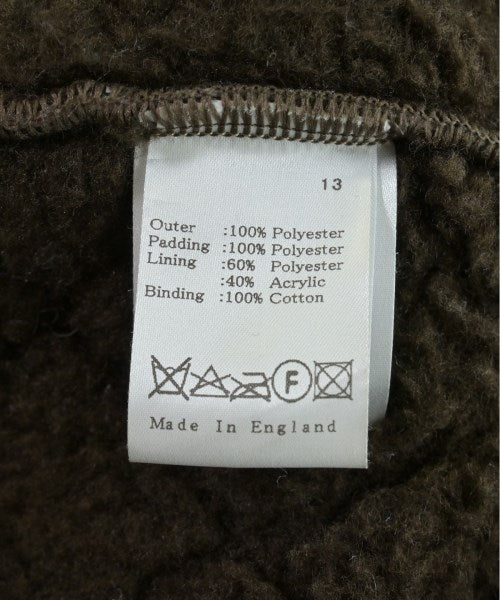 13
Outer :100% Polyester
Padding :100% Polyester
Lining :60% Polyester
:40% Acrylic
Binding :100% Cotton
F
Made In England